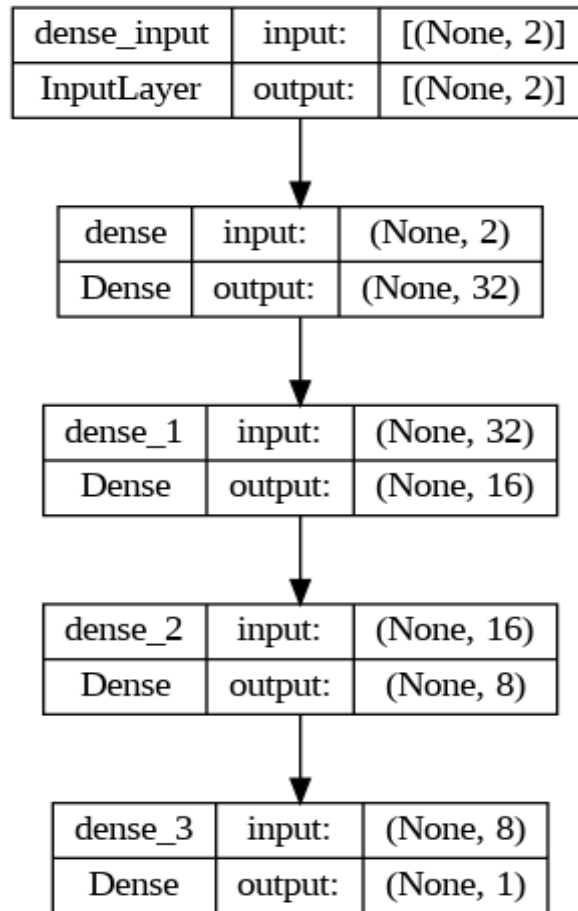 dense_input input: [(None, 2)]
InputLayer output: [(None, 2)]
dense input: (None, 2)
Dense output: (None, 32)
dense_1 input: (None, 32)
Dense output: (None, 16)
dense_2 input: (None, 16)
Dense output: (None, 8)
dense_3 input: (None, 8)
Dense output: (None, 1)